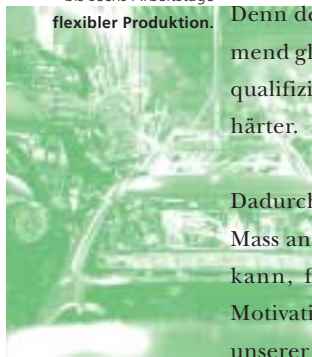 flexibler Produktion.
Denn de
mend gl
qualifizi
härter.
Dadurch
Mass an
kann, f
Motivati
unserer